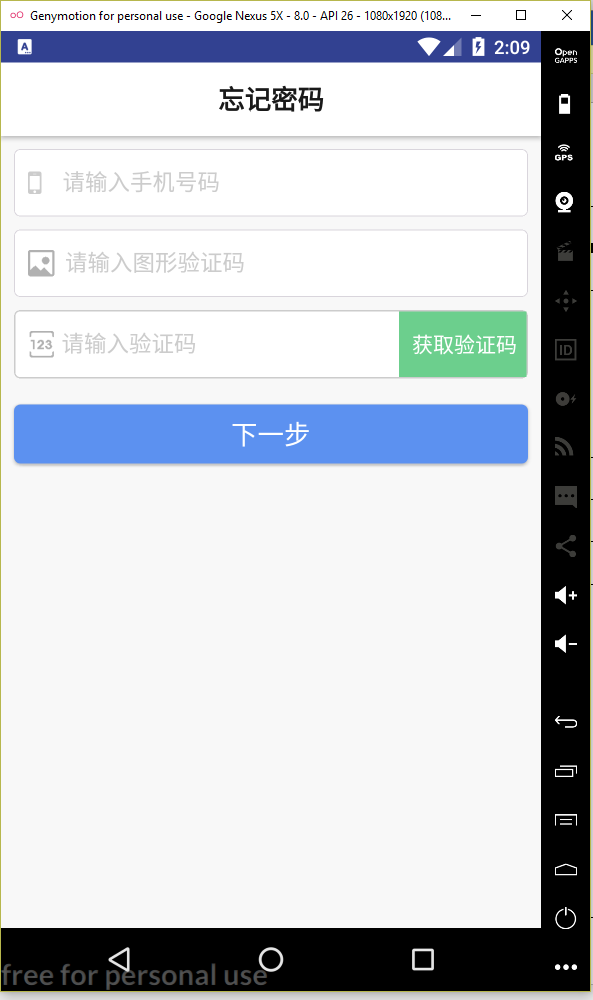 Genymotion for personal use - Google Nexus 5X - 8.0 - API 26 - 1080x1920 (108...
A
2:09
Open
GAPPS
忘记密码
GPS
请输入手机号码
请输入图形验证码
123
请输入验证码
获取验证码
ID
下一步
free for personal use